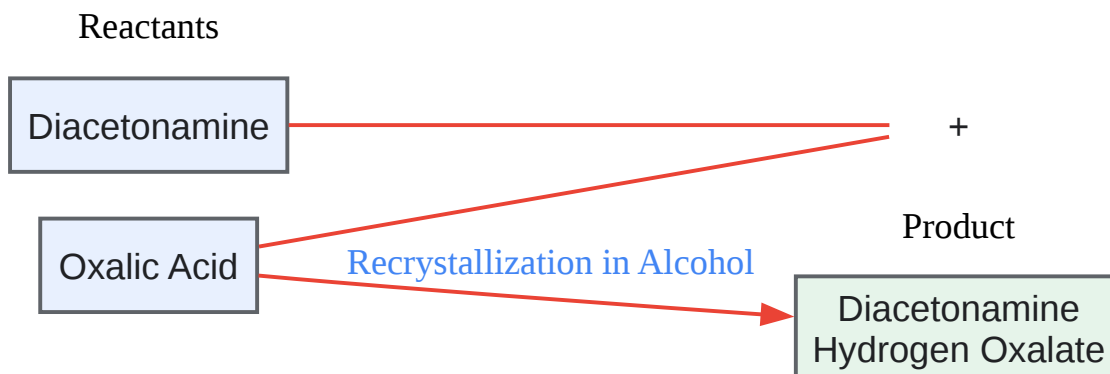 Reactants
Diacetonamine
+
Oxalic Acid
Recrystallization in Alcohol
Product
Diacetonamine
Hydrogen Oxalate